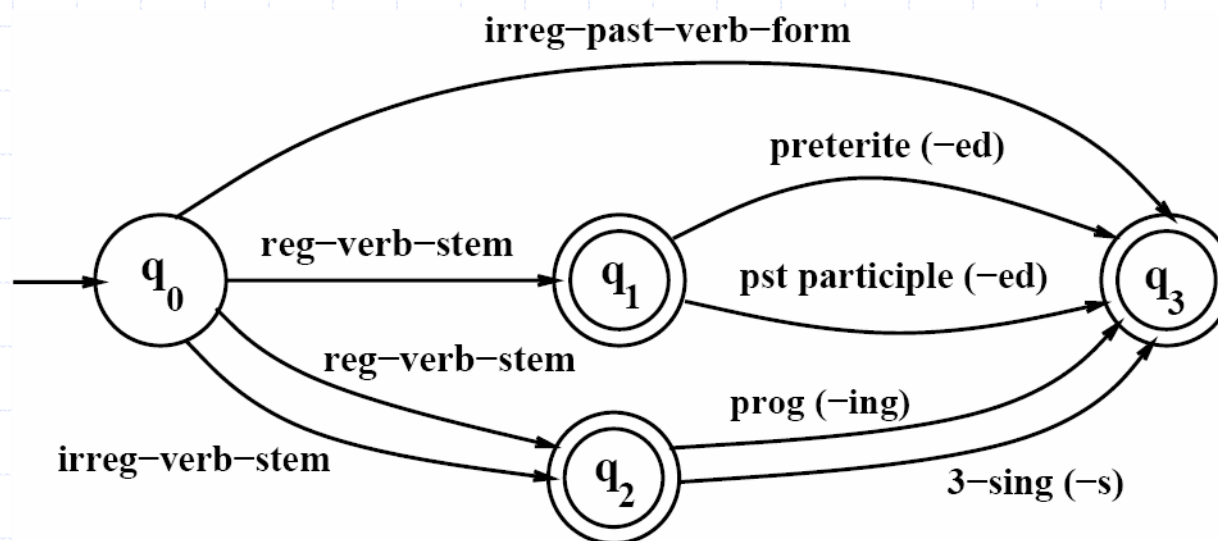 irreg−past−verb−form
preterite (−ed)
reg−verb−stem
q0
q1
pst participle (−ed)
q3
reg−verb−stem
prog (−ing)
irreg−verb−stem
q2
3−sing (−s)